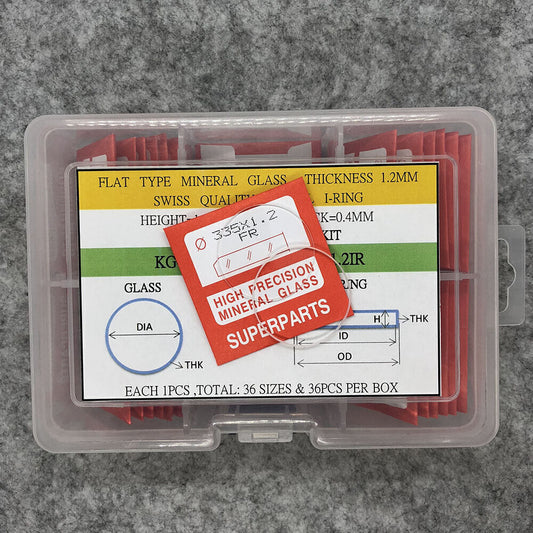 FLAT TYPE MINERAL GLASS THICKNESS 1.2MM
SWISS QUALITY I-RING
HEIGHT= CK=0.4MM
KIT
KG 1.2IR
GLASS RING
DIA
THK
H
THK
ID
OD
EACH 1PCS ,TOTAL: 36 SIZES & 36PCS PER BOX
Ø 335X1.2
FR
HIGH PRECISION
MINERAL GLASS
SUPERPARTS